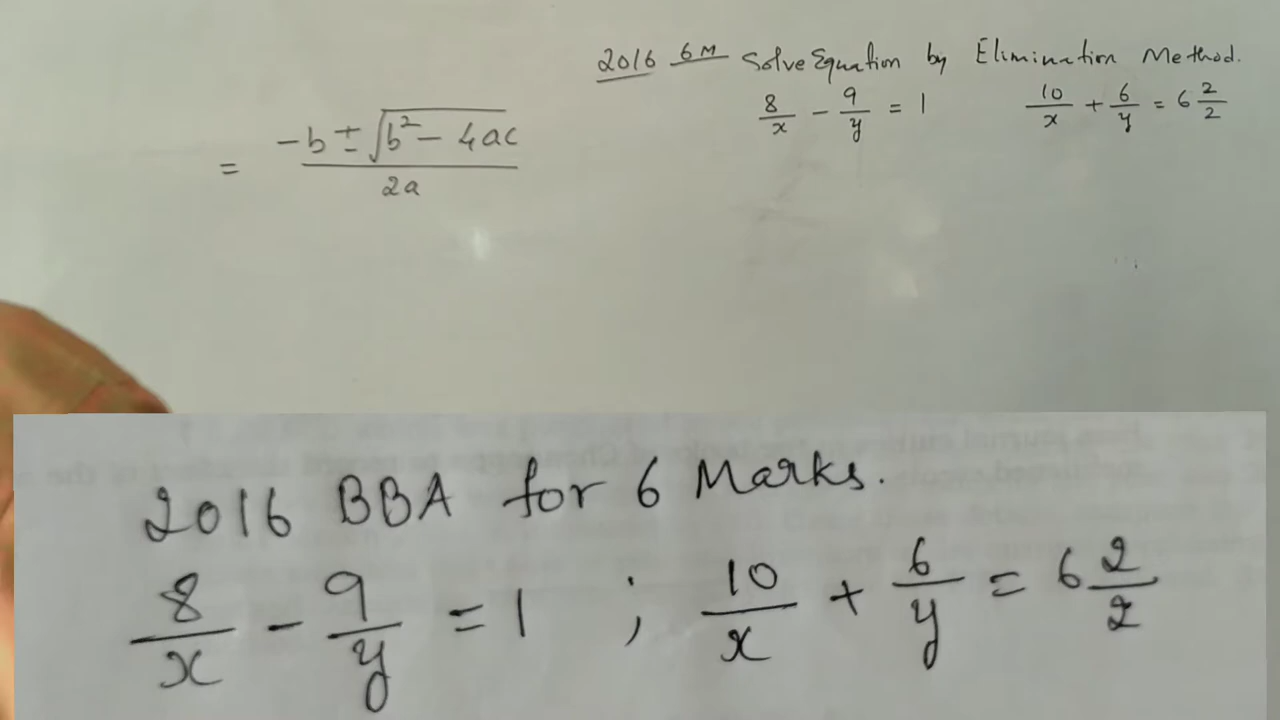 2016 6M Solve Equation by Elimination Method.
8/x - 9/y = 1 10/x + 6/y = 6 2/2
= -b ± √(b² - 4ac) / 2a
2016 BBA for 6 Marks.
8/x - 9/y = 1 ; 10/x + 6/y = 6 2/2